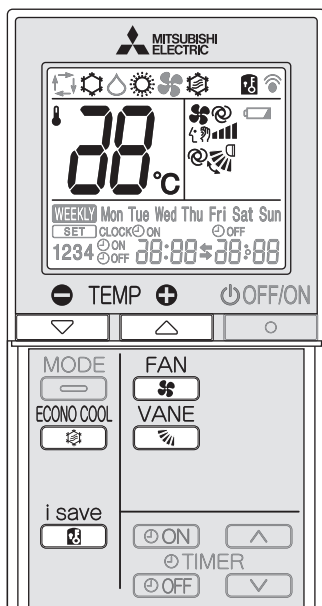 MITSUBISHI
ELECTRIC
88°C
WEEKLY Mon Tue Wed Thu Fri Sat Sun
SET CLOCK ON OFF
1234 ON OFF 88:88 88:88
TEMP OFF/ON
MODE FAN
ECONO COOL VANE
i save
ON
TIMER
OFF